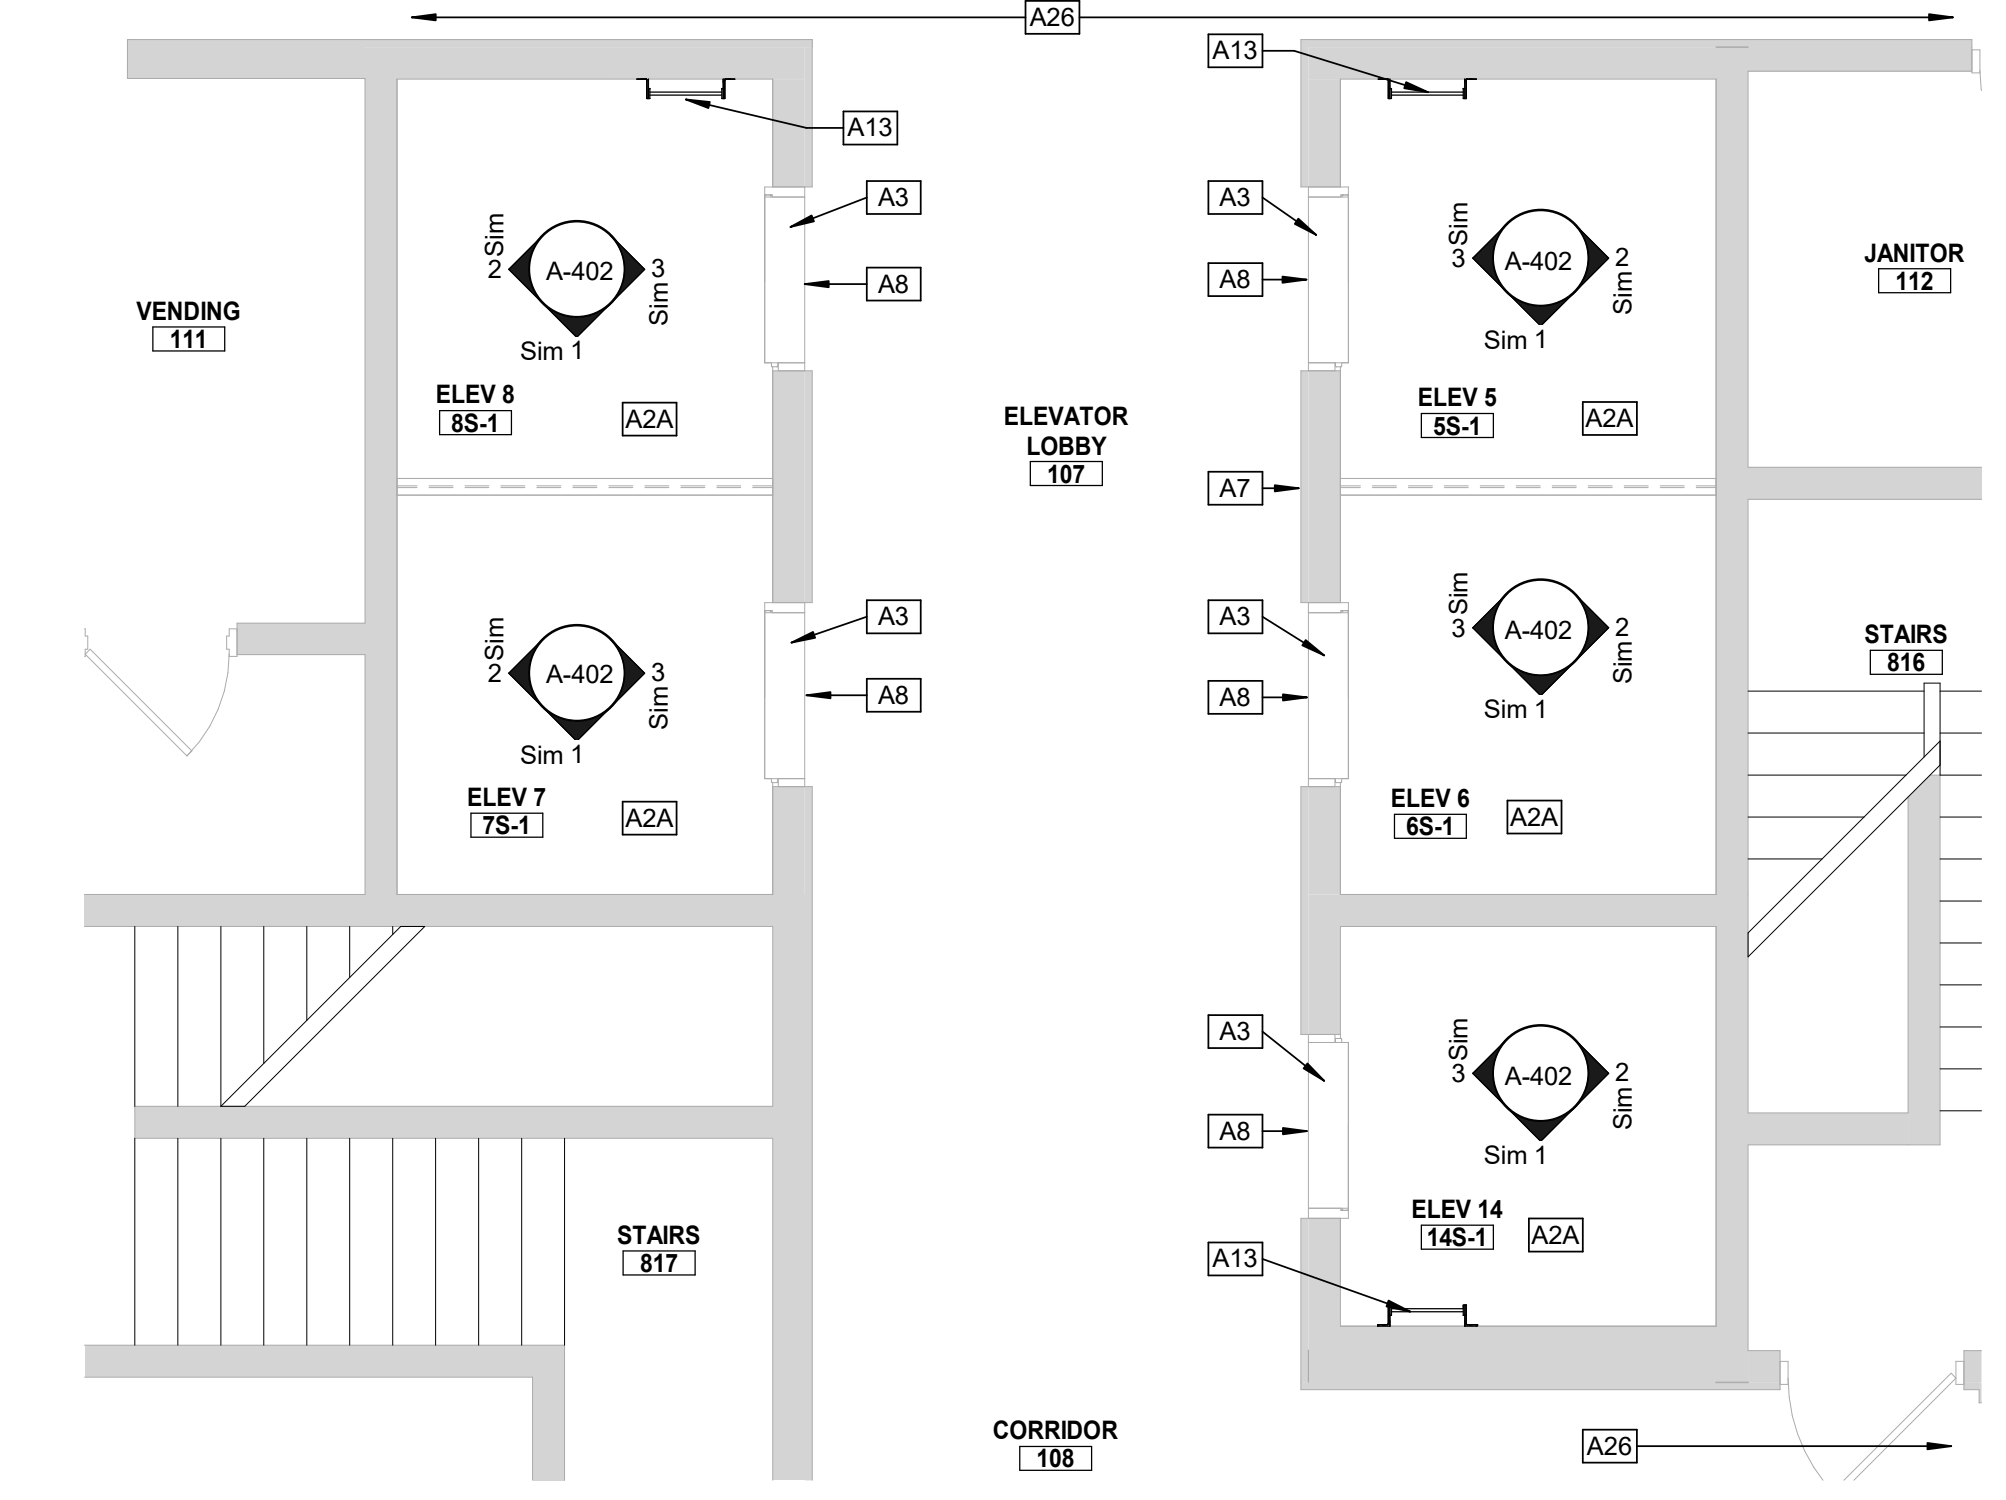 A26
A13
A13
A3
A3
Sim
2
A-402
3
Sim
Sim 1
Sim
3
A-402
2
Sim
Sim 1
A8
A8
JANITOR
112
VENDING
111
ELEV 8
8S-1
A2A
ELEVATOR
LOBBY
107
ELEV 5
5S-1
A2A
A7
A3
A3
Sim
2
A-402
3
Sim
Sim 1
Sim
3
A-402
2
Sim
Sim 1
STAIRS
816
A8
A8
ELEV 7
7S-1
A2A
ELEV 6
6S-1
A2A
A3
Sim
3
A-402
2
Sim
Sim 1
A8
ELEV 14
14S-1
A2A
STAIRS
817
A13
CORRIDOR
108
A26